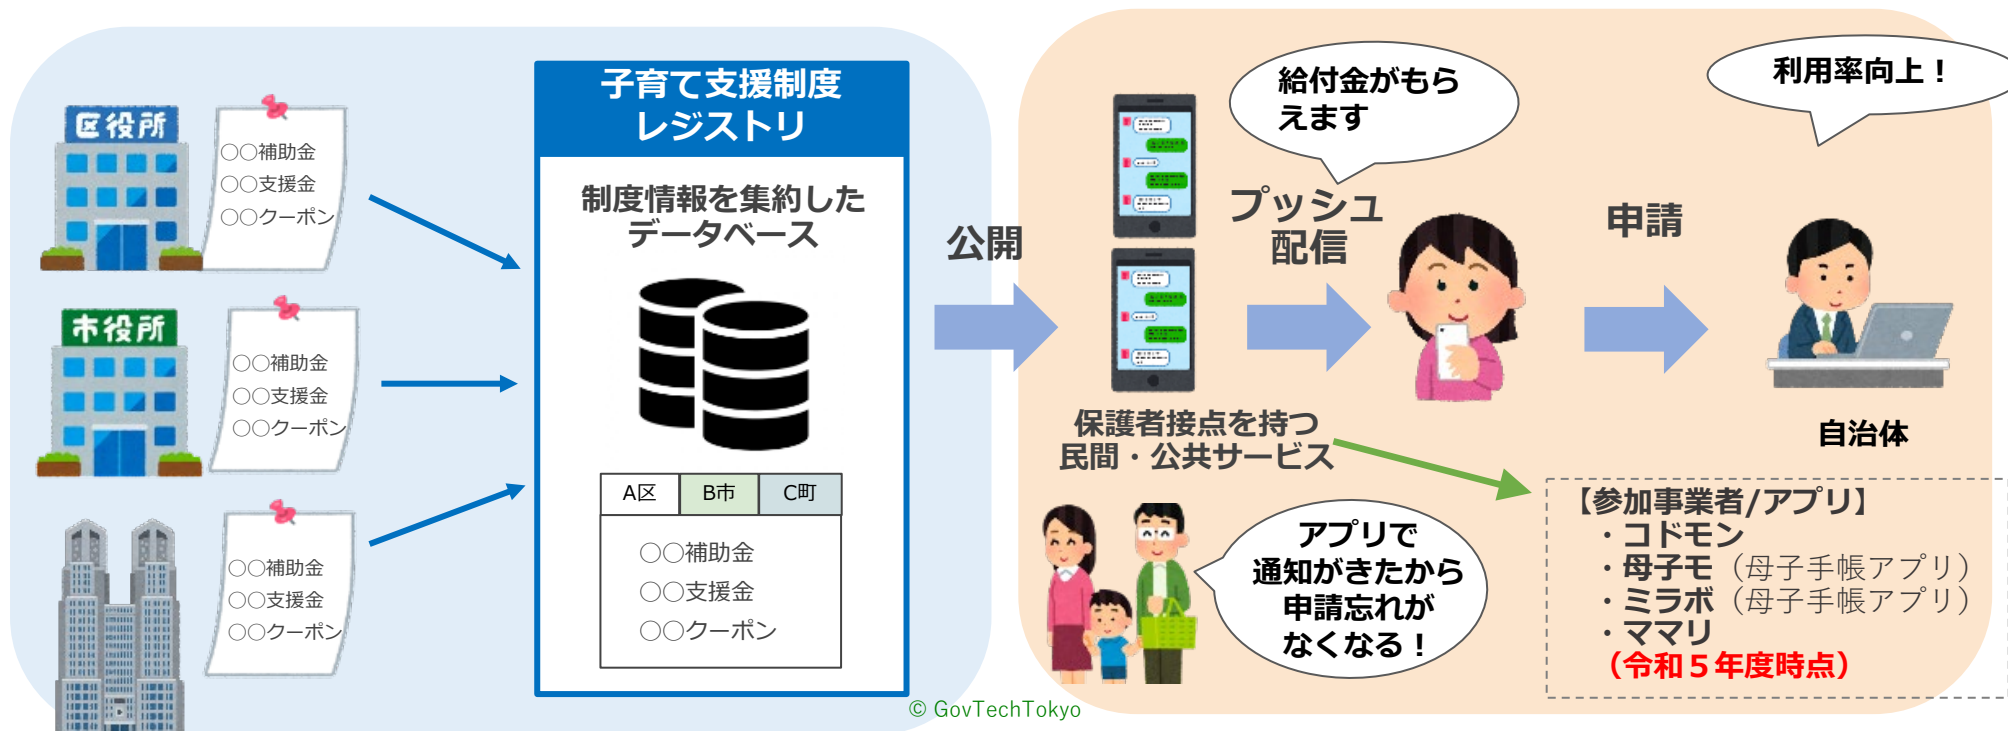 区役所
○○補助金
○○支援金
○○クーポン
市役所
○○補助金
○○支援金
○○クーポン
○○補助金
○○支援金
○○クーポン
子育て支援制度
レジストリ
制度情報を集約した
データベース
A区 B市 C町
○○補助金
○○支援金
○○クーポン
公開
保護者接点を持つ
民間・公共サービス
給付金がもら
えます
プッシュ
配信
申請
利用率向上！
自治体
アプリで
通知がきたから
申請忘れが
なくなる！
【参加事業者/アプリ】
・コドモン
・母子モ（母子手帳アプリ）
・ミラボ（母子手帳アプリ）
・ママリ
（令和５年度時点）
© GovTechTokyo